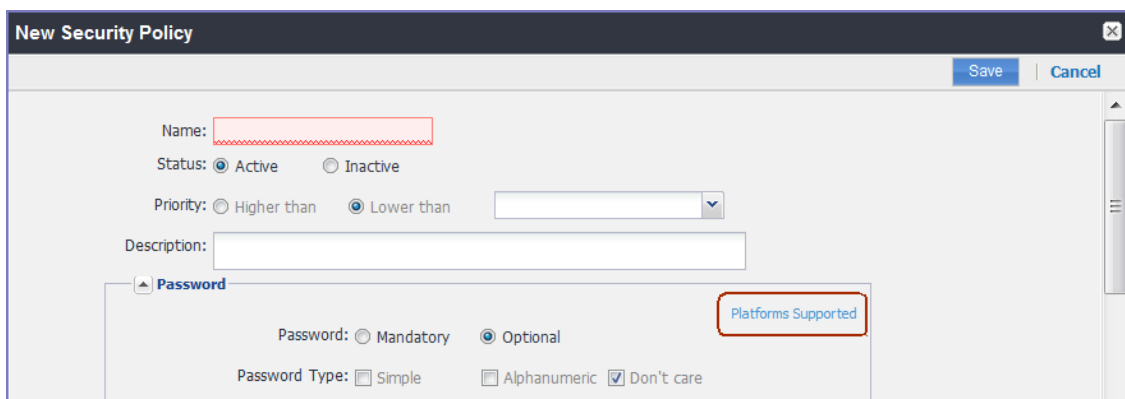 New Security Policy
Save | Cancel
Name:
Status: Active Inactive
Priority: Higher than Lower than
Description:
Password
Platforms Supported
Password: Mandatory Optional
Password Type: Simple Alphanumeric Don't care